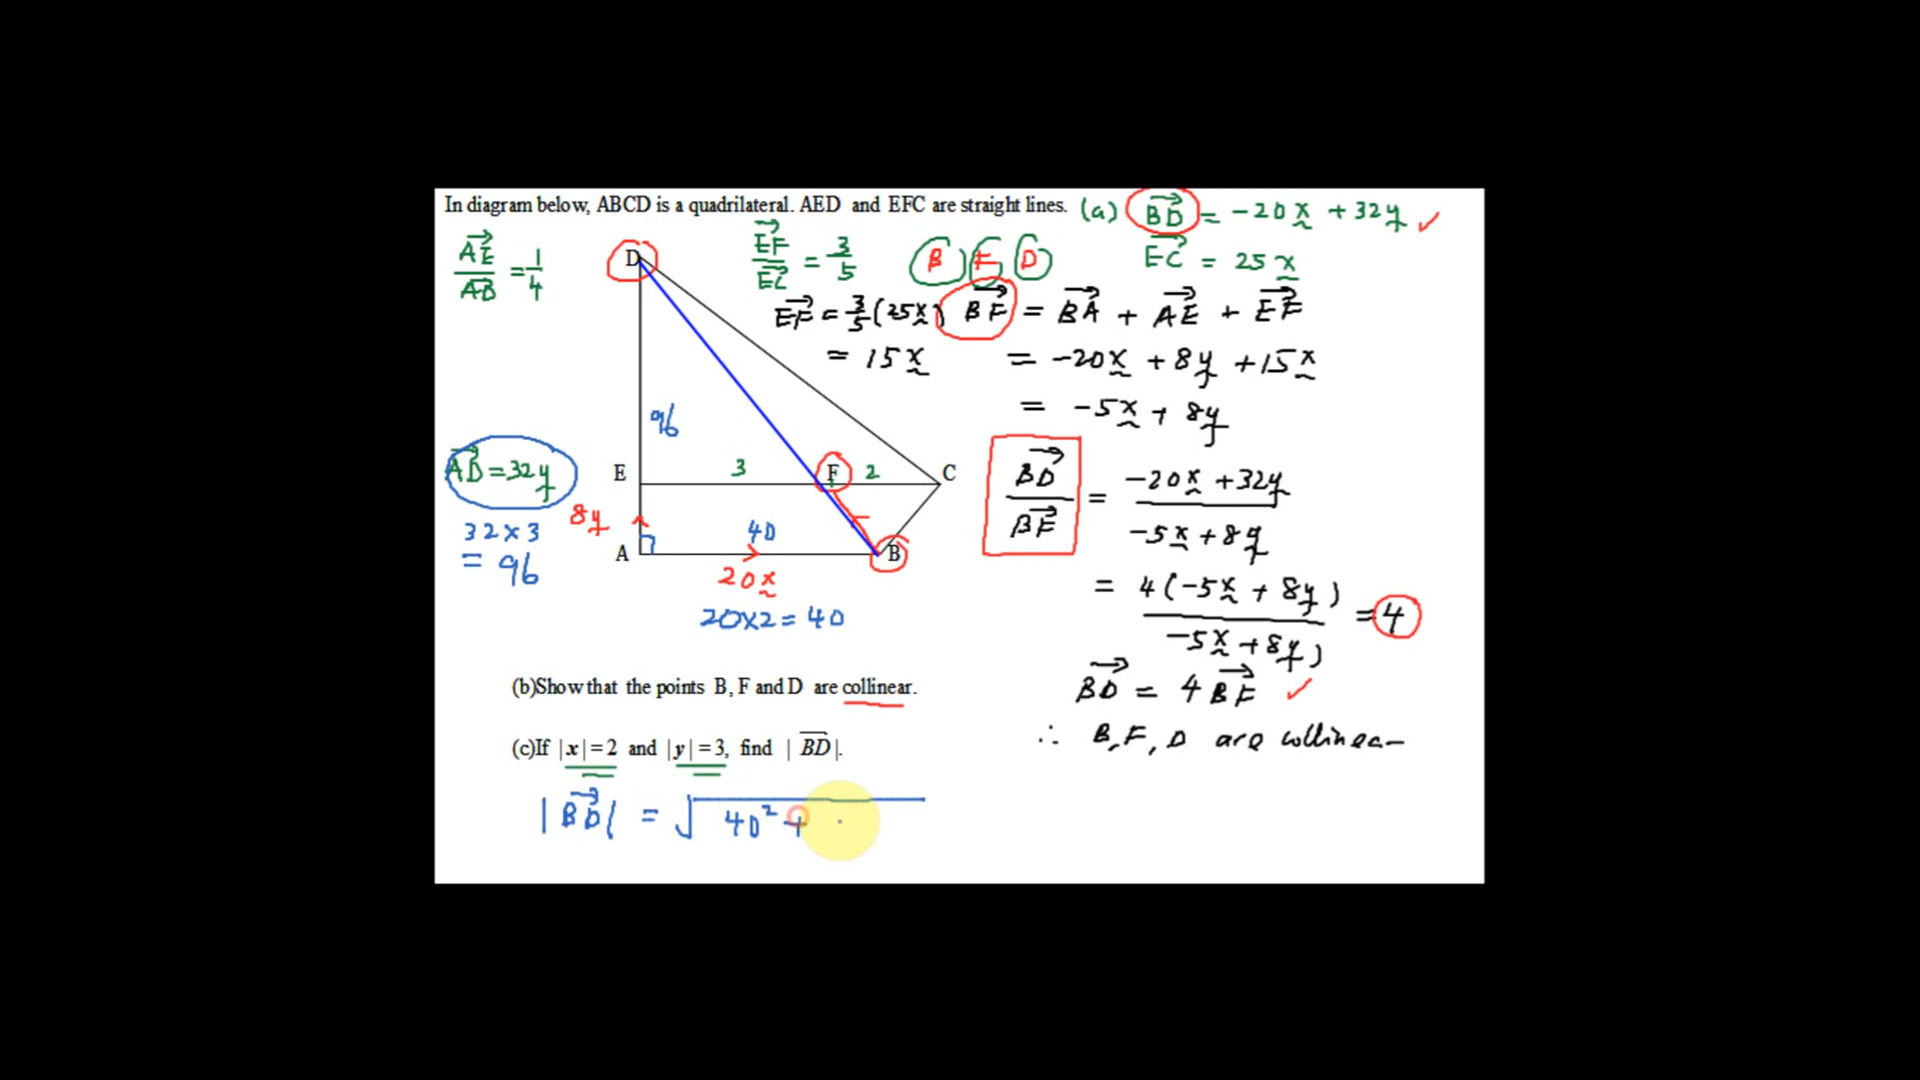 In diagram below, ABCD is a quadrilateral. AED and EFC are straight lines. (a) BD = -20x + 32y ✓
AE/AB = 1/4
D
EF/EC = 3/5
B F D
EC = 25x
EF = 3/5 (25x)
= 15x
BF = BA + AE + EF
= -20x + 8y + 15x
= -5x + 8y
96
AD = 32y
E 3 F 2 C
BD/BF = (-20x + 32y)/(-5x + 8y)
32 x 3
= 96
8y
40
A B
20x
20x2 = 40
= 4(-5x + 8y)/-5x + 8y) = 4
(b)Show that the points B, F and D are collinear.
BD = 4BF ✓
∴ B, F, D are collinear
(c)If |x| = 2 and |y| = 3, find | BD |.
|BD| = √ 40² +